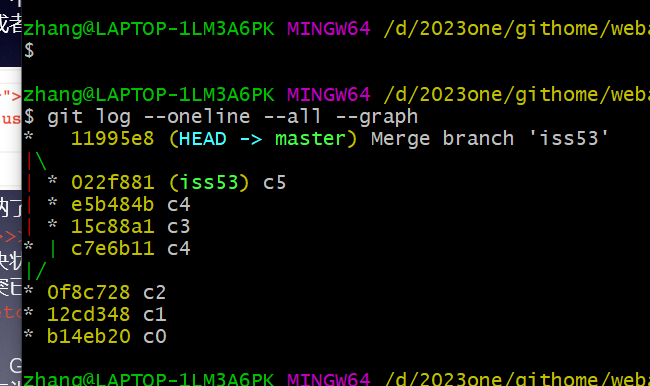 zhang@LAPTOP-1LM3A6PK MINGW64 /d/2023one/githome/weba
$
zhang@LAPTOP-1LM3A6PK MINGW64 /d/2023one/githome/weba
$ git log --oneline --all --graph
*   11995e8 (HEAD -> master) Merge branch 'iss53'
|\
| * 022f881 (iss53) c5
| * e5b484b c4
| * 15c88a1 c3
* | c7e6b11 c4
|/
* 0f8c728 c2
* 12cd348 c1
* b14eb20 c0
zhang@LAPTOP-1LM3A6PK MINGW64 /d/2023one/githome/weba